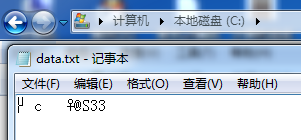 计算机 ▸ 本地磁盘 (C:) ▸
data.txt - 记事本
文件(F) 编辑(E) 格式(O) 查看(V) 帮助(H)
c @S33